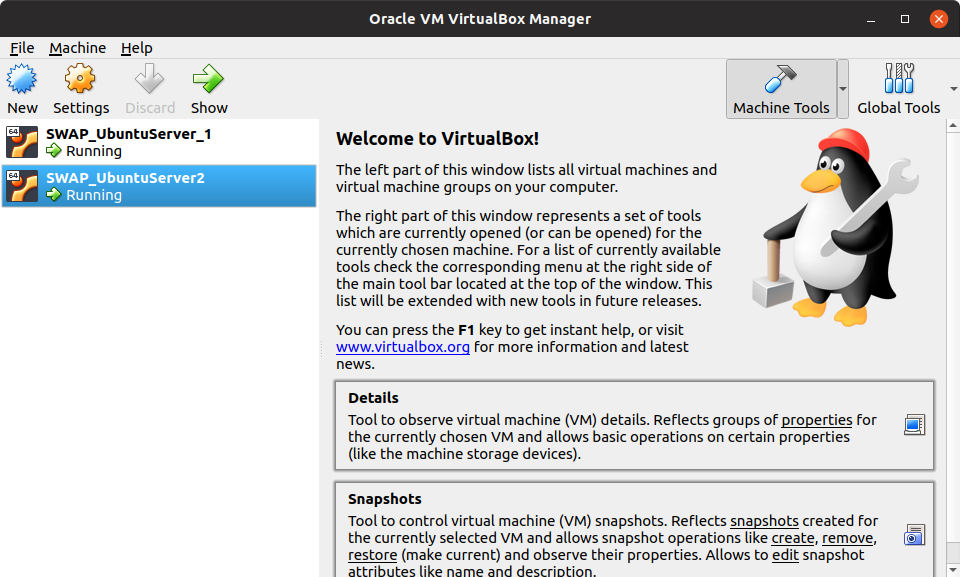 Oracle VM VirtualBox Manager
File Machine Help
New Settings Discard Show Machine Tools Global Tools
64 SWAP_UbuntuServer_1
Running
64 SWAP_UbuntuServer2
Running
Welcome to VirtualBox!
The left part of this window lists all virtual machines and
virtual machine groups on your computer.
The right part of this window represents a set of tools
which are currently opened (or can be opened) for the
currently chosen machine. For a list of currently available
tools check the corresponding menu at the right side of
the main tool bar located at the top of the window. This
list will be extended with new tools in future releases.
You can press the F1 key to get instant help, or visit
www.virtualbox.org for more information and latest
news.
Details
Tool to observe virtual machine (VM) details. Reflects groups of properties for
the currently chosen VM and allows basic operations on certain properties
(like the machine storage devices).
Snapshots
Tool to control virtual machine (VM) snapshots. Reflects snapshots created for
the currently selected VM and allows snapshot operations like create, remove,
restore (make current) and observe their properties. Allows to edit snapshot
attributes like name and description.